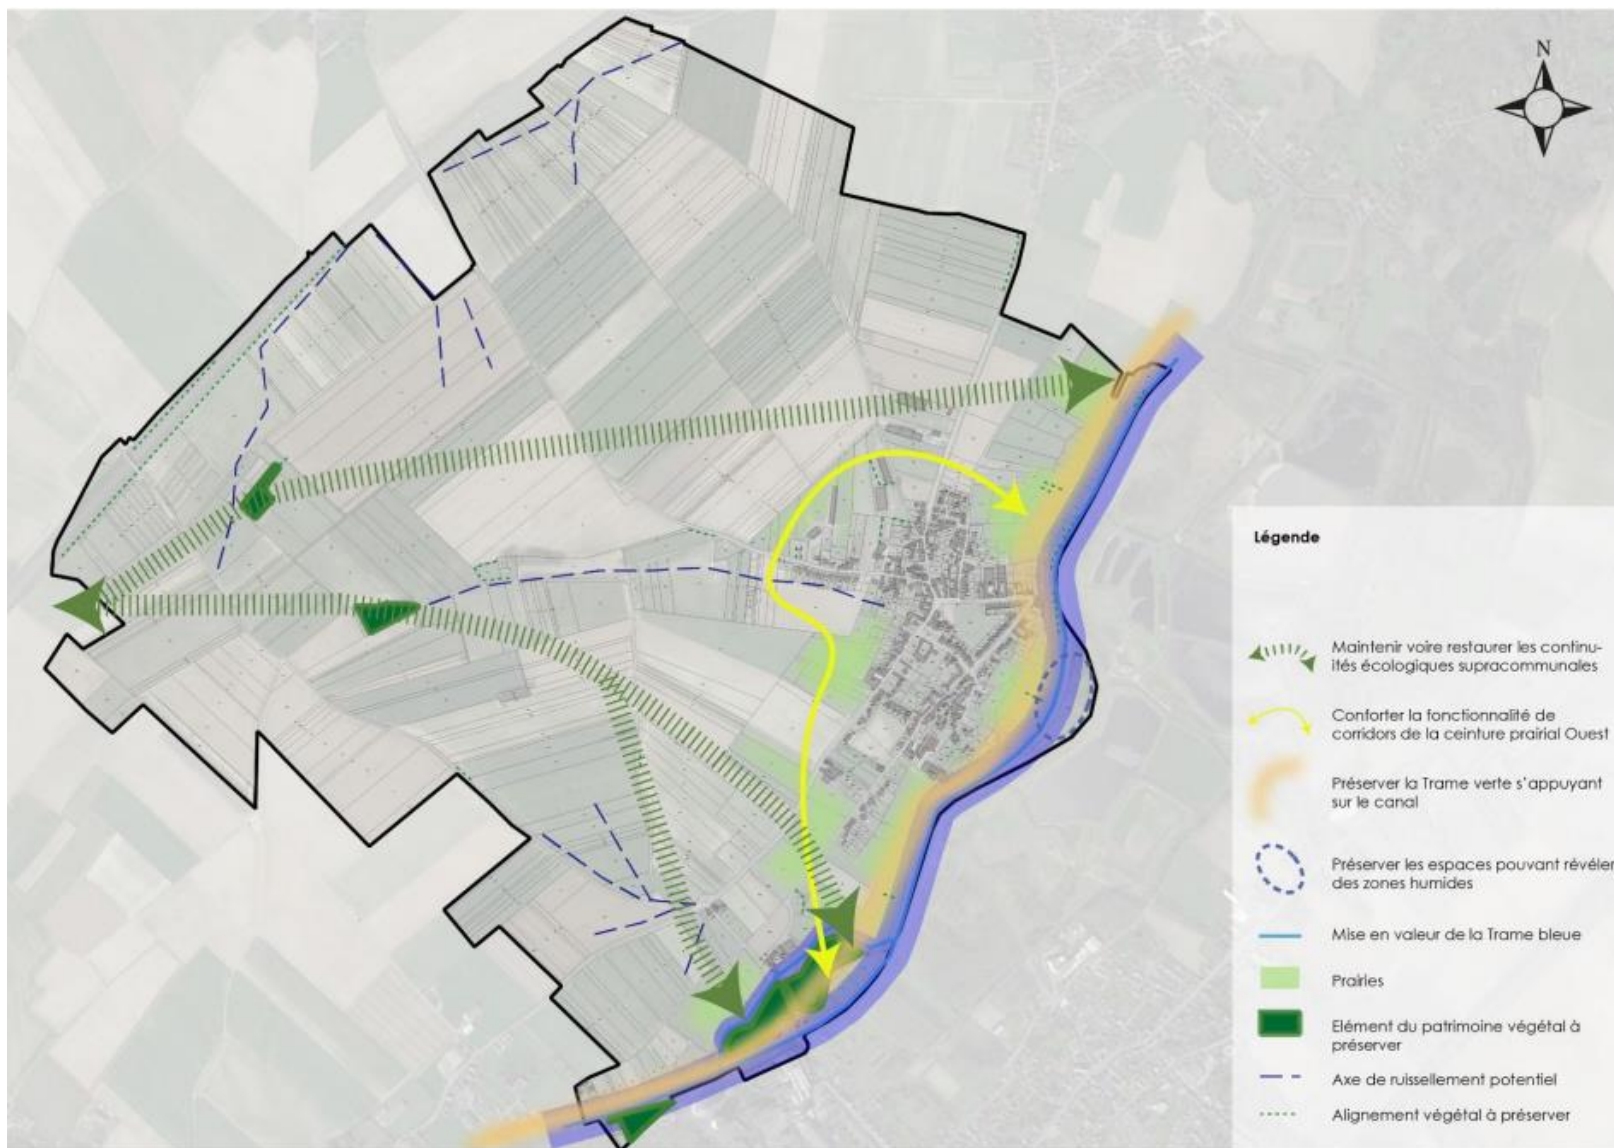 N
Légende
Maintenir voire restaurer les continu-
ités écologiques supracommunales
Conforter la fonctionnalité de
corridors de la ceinture prairial Ouest
Préserver la Trame verte s'appuyant
sur le canal
Préserver les espaces pouvant révéler
des zones humides
Mise en valeur de la Trame bleue
Prairies
Elément du patrimoine végétal à
préserver
Axe de ruissellement potentiel
Alignement végétal à préserver